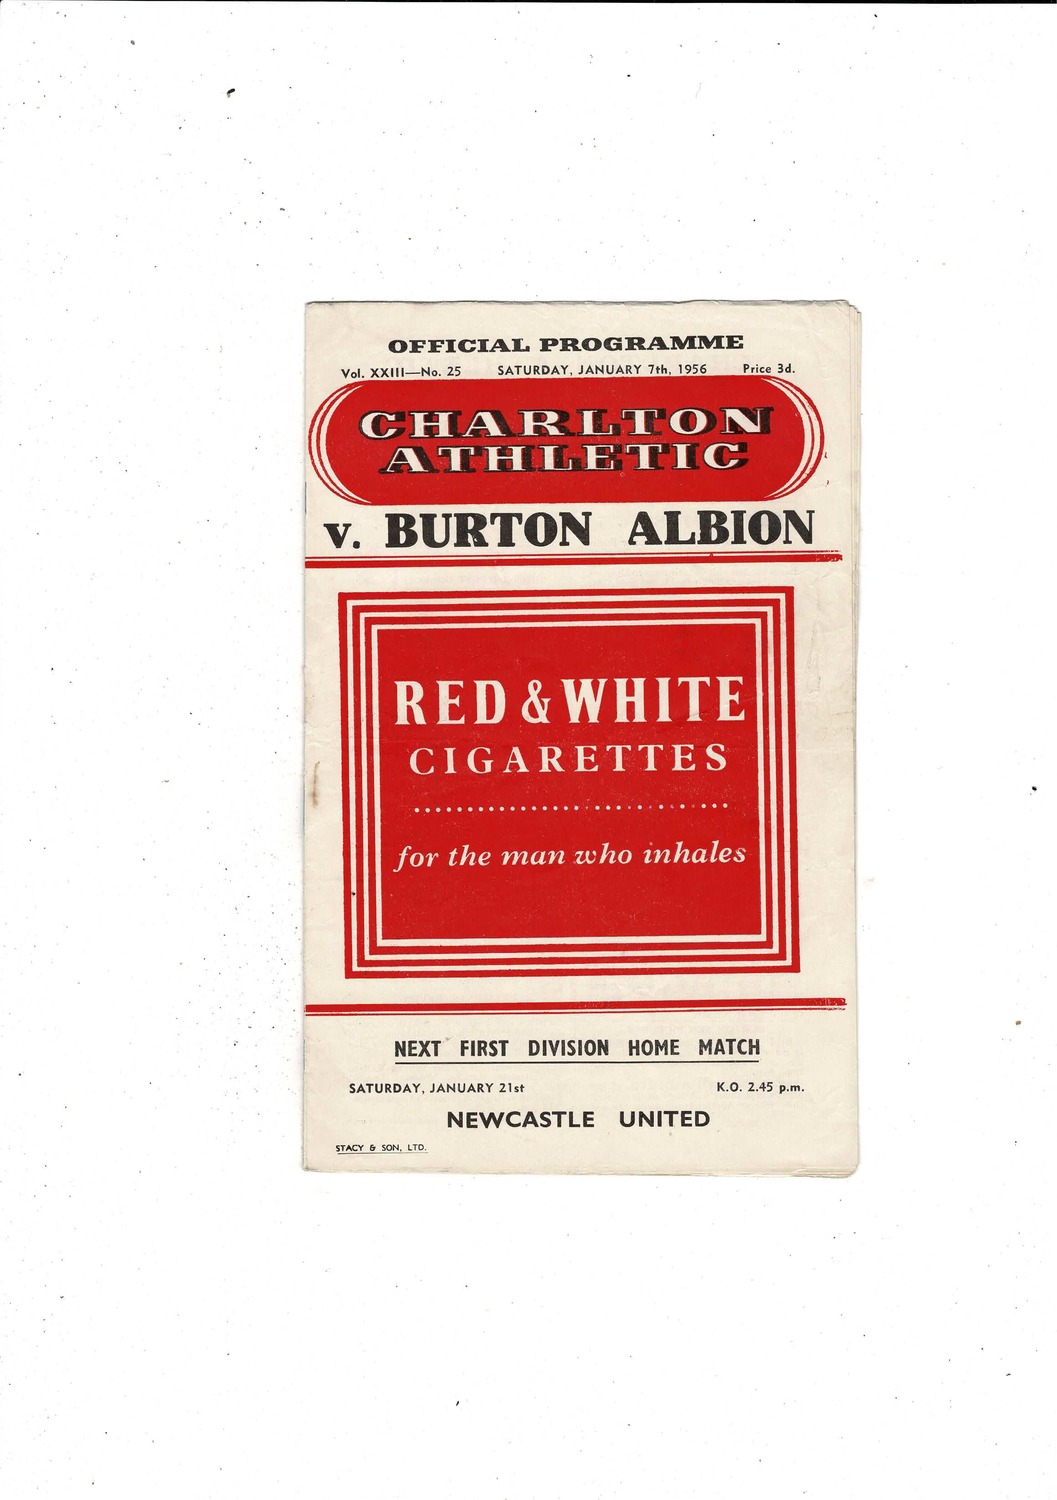 OFFICIAL PROGRAMME
Vol. XXIII—No. 25 SATURDAY, JANUARY 7th, 1956 Price 3d.
CHARLTON
ATHLETIC
v. BURTON ALBION
RED & WHITE
CIGARETTES
for the man who inhales
NEXT FIRST DIVISION HOME MATCH
SATURDAY, JANUARY 21st K.O. 2.45 p.m.
NEWCASTLE UNITED
STACY & SON, LTD.